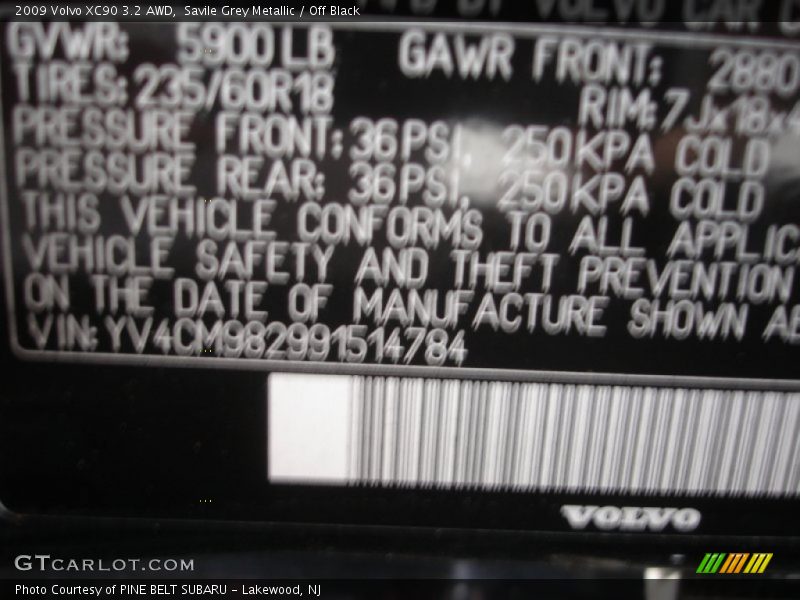 2009 Volvo XC90 3.2 AWD, Savile Grey Metallic / Off Black
GVWR: 5900 LB GAWR FRONT: 2880
TIRES: 235/60R18 RIM: 7Jx18x4
PRESSURE FRONT: 36 PSI, 250 KPA COLD
PRESSURE REAR: 36 PSI, 250 KPA COLD
THIS VEHICLE CONFORMS TO ALL APPLIC
VEHICLE SAFETY AND THEFT PREVENTION
ON THE DATE OF MANUFACTURE SHOWN AB
VIN: YV4CM982991514784
VOLVO
GTCARLOT.COM
Photo Courtesy of PINE BELT SUBARU - Lakewood, NJ